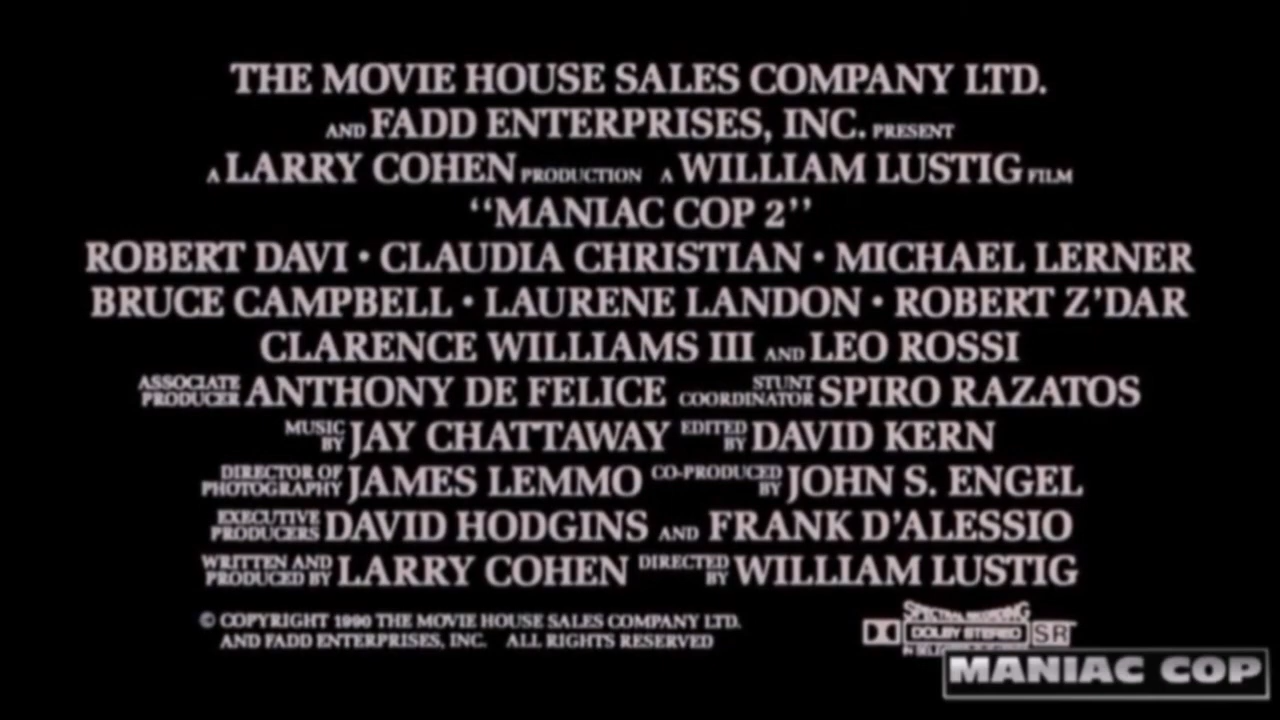 THE MOVIE HOUSE SALES COMPANY LTD.
AND FADD ENTERPRISES, INC. PRESENT
A LARRY COHEN PRODUCTION A WILLIAM LUSTIG FILM
‘‘MANIAC COP 2’’
ROBERT DAVI • CLAUDIA CHRISTIAN • MICHAEL LERNER
BRUCE CAMPBELL • LAURENE LANDON • ROBERT Z’DAR
CLARENCE WILLIAMS III AND LEO ROSSI
ASSOCIATE PRODUCER ANTHONY DE FELICE STUNT COORDINATOR SPIRO RAZATOS
MUSIC BY JAY CHATTAWAY EDITED BY DAVID KERN
DIRECTOR OF PHOTOGRAPHY JAMES LEMMO CO-PRODUCED BY JOHN S. ENGEL
EXECUTIVE PRODUCERS DAVID HODGINS AND FRANK D’ALESSIO
WRITTEN AND PRODUCED BY LARRY COHEN DIRECTED BY WILLIAM LUSTIG
© COPYRIGHT 1990 THE MOVIE HOUSE SALES COMPANY LTD.
AND FADD ENTERPRISES, INC. ALL RIGHTS RESERVED
SPECTRAL RECORDING
DOLBY STEREO SR
MANIAC COP